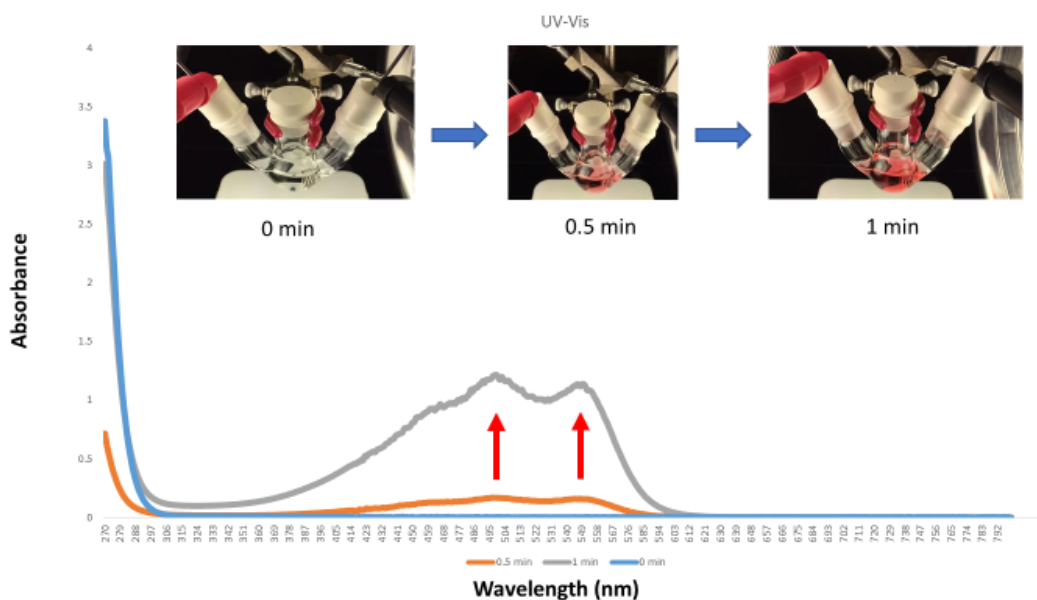 UV-Vis
4
3.5
3
2.5
2
1.5
1
0.5
0
0 min
0.5 min
1 min
Absorbance
270 279 288 297 306 315 324 333 342 351 360 369 378 387 396 405 414 423 432 441 450 459 468 477 486 495 504 513 522 531 540 549 558 567 576 585 594 603 612 621 630 639 648 657 666 675 684 693 702 711 720 729 738 747 756 765 774 783 792
0.5 min 1 min 0 min
Wavelength (nm)